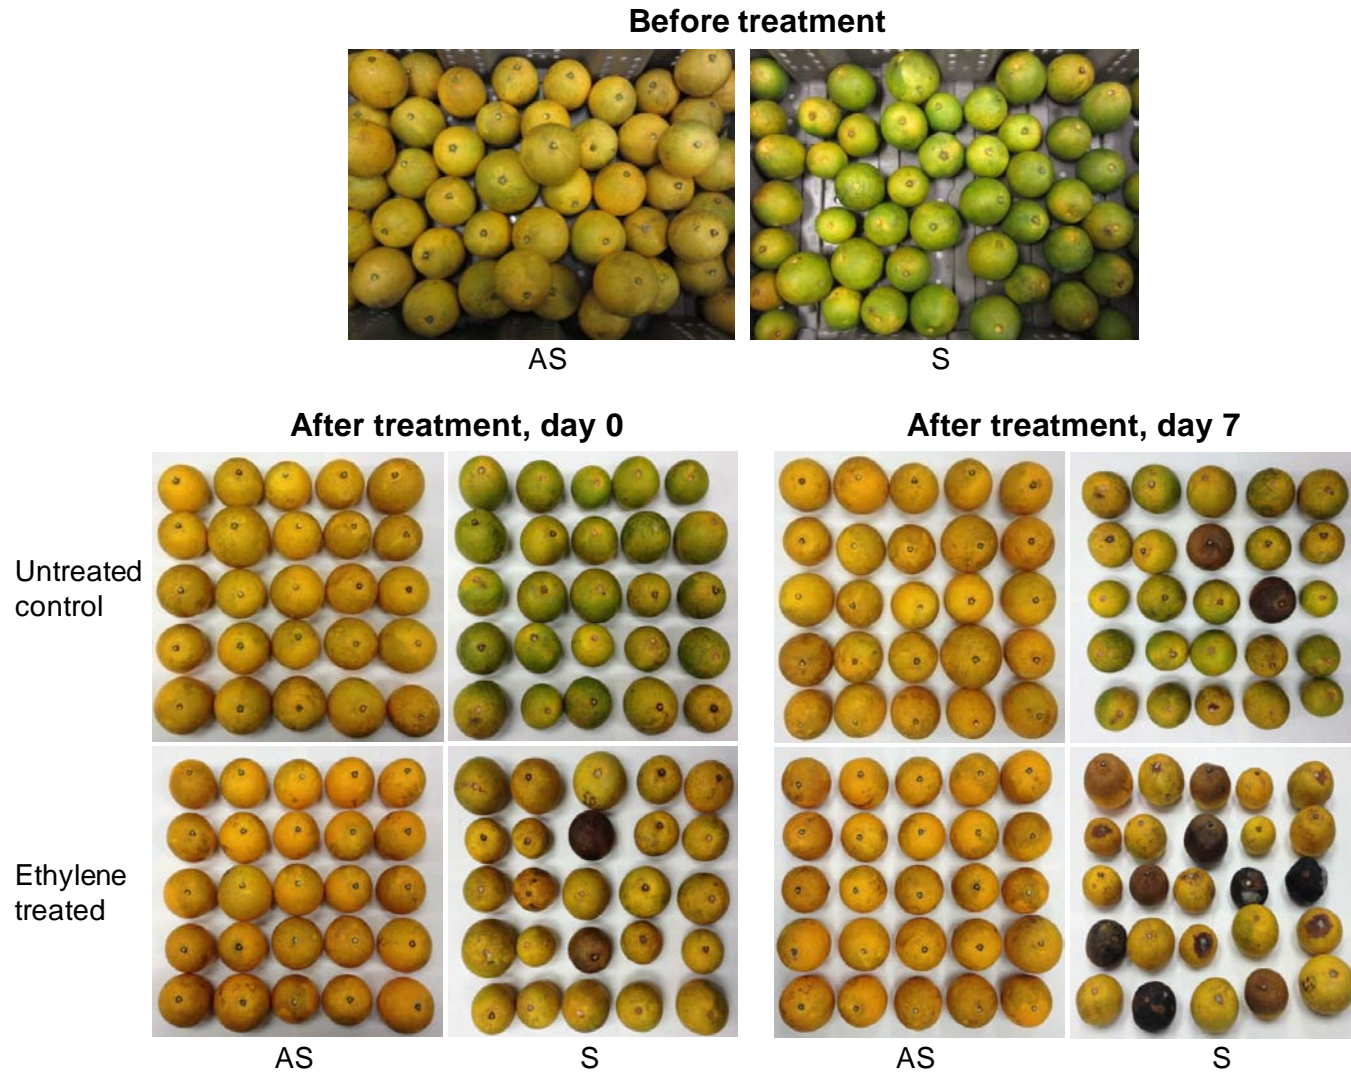 Before treatment
AS
S
After treatment, day 0
After treatment, day 7
Untreated
control
Ethylene
treated
AS
S
AS
S